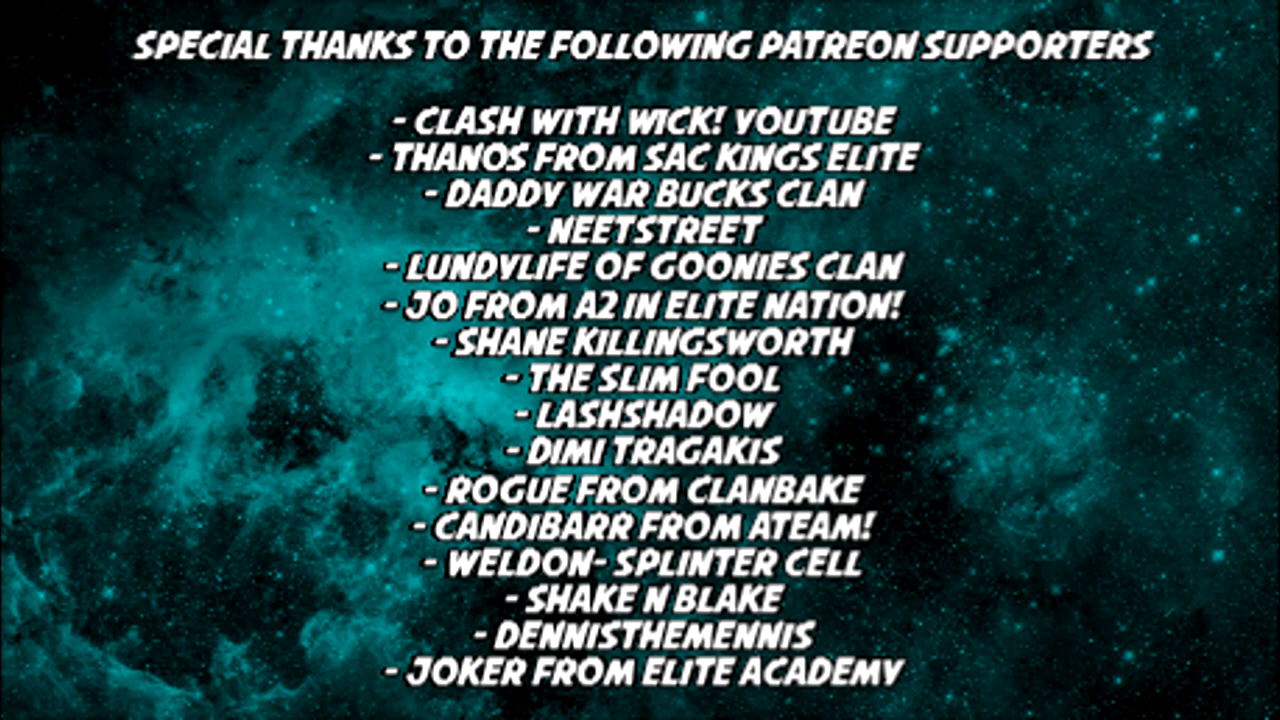 SPECIAL THANKS TO THE FOLLOWING PATREON SUPPORTERS
- CLASH WITH WICK! YOUTUBE
- THANOS FROM SAC KINGS ELITE
- DADDY WAR BUCKS CLAN
- NEETSTREET
- LUNDYLIFE OF GOONIES CLAN
- JO FROM A2 IN ELITE NATION!
- SHANE KILLINGSWORTH
- THE SLIM FOOL
- LASHSHADOW
- DIMI TRAGAKIS
- ROGUE FROM CLANBAKE
- CANDIBARR FROM ATEAM!
- WELDON- SPLINTER CELL
- SHAKE N BLAKE
- DENNISTHEMENNIS
- JOKER FROM ELITE ACADEMY